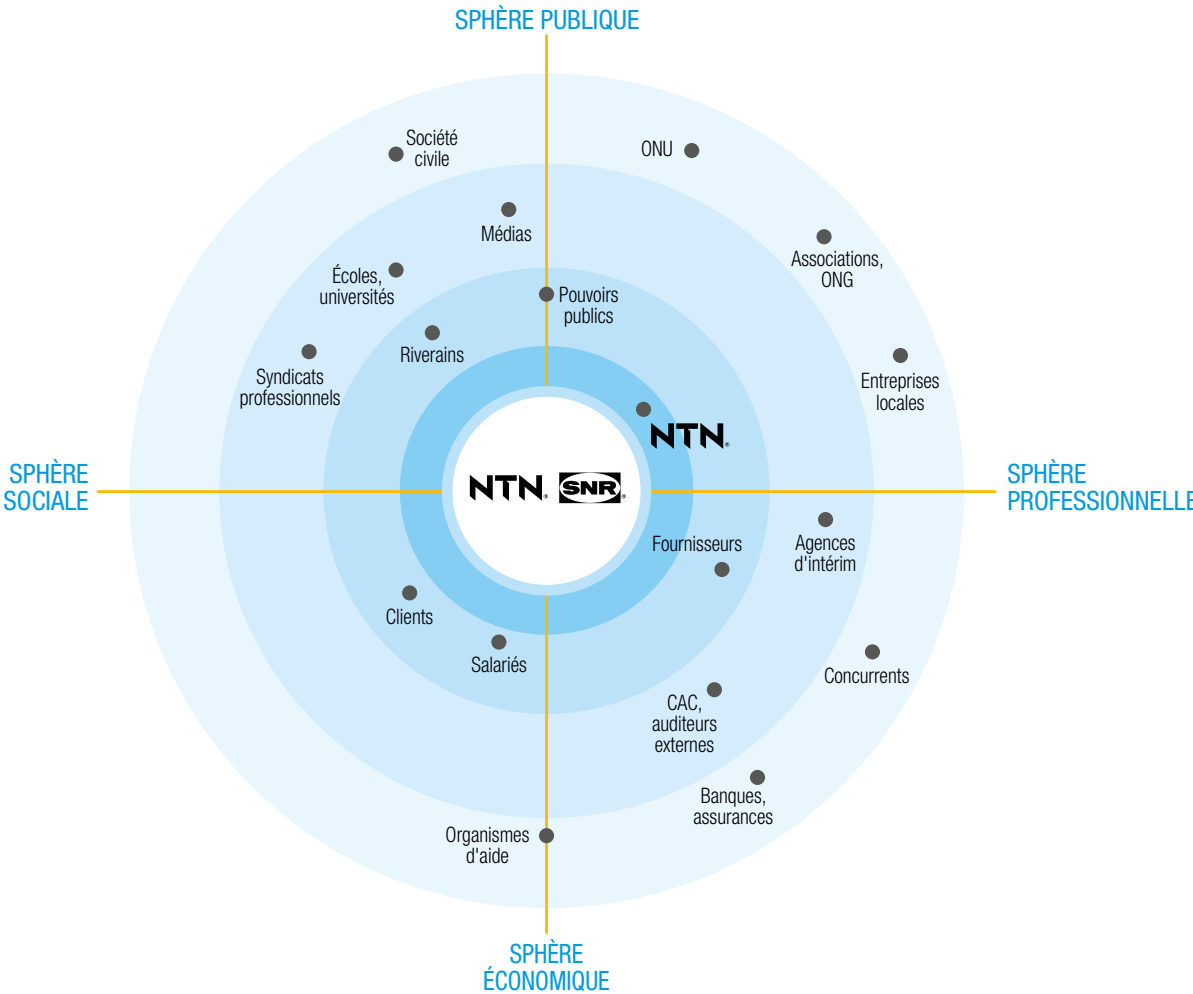 SPHÈRE PUBLIQUE
Société
civile
ONU
Médias
Associations,
ONG
Écoles,
universités
Pouvoirs
publics
Riverains
Syndicats
professionnels
Entreprises
locales
NTN®
SPHÈRE
SOCIALE
NTN® SNR®
SPHÈRE
PROFESSIONNELLE
Fournisseurs
Agences
d'intérim
Clients
Salariés
Concurrents
CAC,
auditeurs
externes
Banques,
assurances
Organismes
d'aide
SPHÈRE
ÉCONOMIQUE